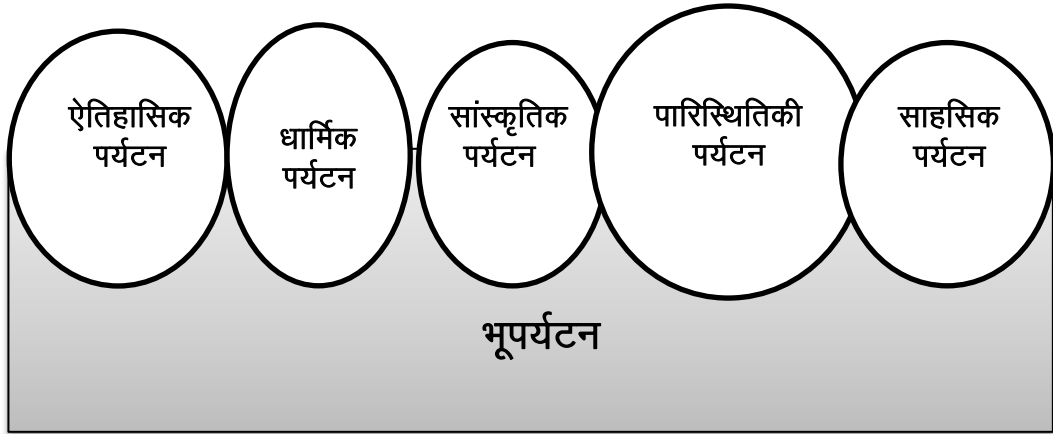 ऐतिहासिक
पर्यटन
धार्मिक
पर्यटन
सांस्कृतिक
पर्यटन
पारिस्थितिकी
पर्यटन
साहसिक
पर्यटन
भूपर्यटन